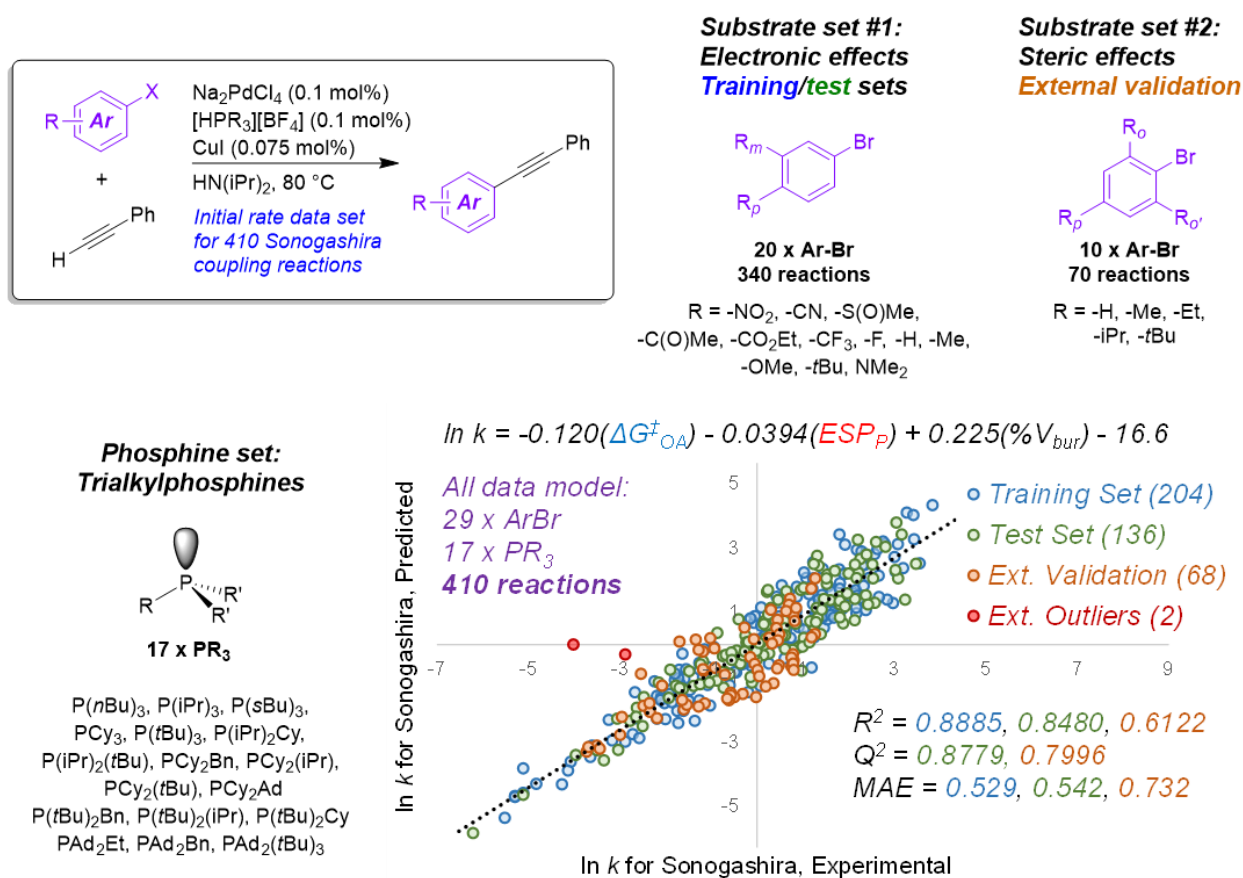 Substrate set #1:
Electronic effects
Training/test sets
Substrate set #2:
Steric effects
External validation
X
R
Ar
+
H
Ph
Na₂PdCl₄ (0.1 mol%)
[HPR₃][BF₄] (0.1 mol%)
CuI (0.075 mol%)
HN(iPr)₂, 80 °C
Initial rate data set
for 410 Sonogashira
coupling reactions
Ph
R
Ar
Rₘ
Br
Rₚ
20 x Ar-Br
340 reactions
R = -NO₂, -CN, -S(O)Me,
-C(O)Me, -CO₂Et, -CF₃, -F, -H, -Me,
-OMe, -tBu, NMe₂
Rₒ
Br
Rₚ
Rₒ'
10 x Ar-Br
70 reactions
R = -H, -Me, -Et,
-iPr, -tBu
Phosphine set:
Trialkylphosphines
P
R
R'
R'
17 x PR₃
P(nBu)₃, P(iPr)₃, P(sBu)₃,
PCy₃, P(tBu)₃, P(iPr)₂Cy,
P(iPr)₂(tBu), PCy₂Bn, PCy₂(iPr),
PCy₂(tBu), PCy₂Ad
P(tBu)₂Bn, P(tBu)₂(iPr), P(tBu)₂Cy
PAd₂Et, PAd₂Bn, PAd₂(tBu)₃
ln k = -0.120(ΔG‡OA) - 0.0394(ESPP) + 0.225(%Vbur) - 16.6
ln k for Sonogashira, Predicted
All data model:
29 x ArBr
17 x PR₃
410 reactions
5
3
1
-3
-5
-7
-5
-3
3
5
7
9
Training Set (204)
Test Set (136)
Ext. Validation (68)
Ext. Outliers (2)
R² = 0.8885, 0.8480, 0.6122
Q² = 0.8779, 0.7996
MAE = 0.529, 0.542, 0.732
ln k for Sonogashira, Experimental